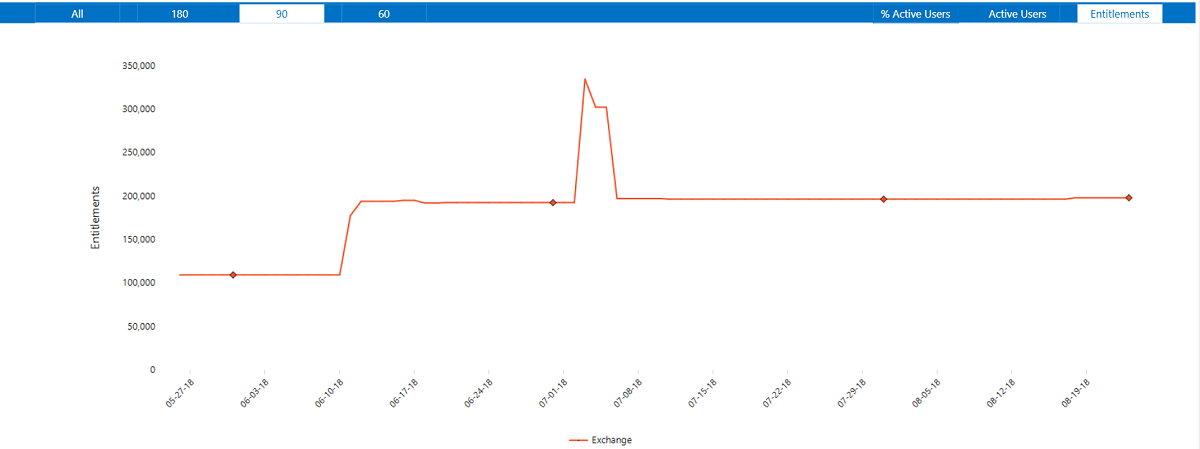 All 180 90 60 % Active Users Active Users Entitlements
350,000
300,000
250,000
200,000
150,000
100,000
50,000
0
Entitlements
05-27-18 06-03-18 06-10-18 06-17-18 06-24-18 07-01-18 07-08-18 07-15-18 07-22-18 07-29-18 08-05-18 08-12-18 08-19-18
Exchange